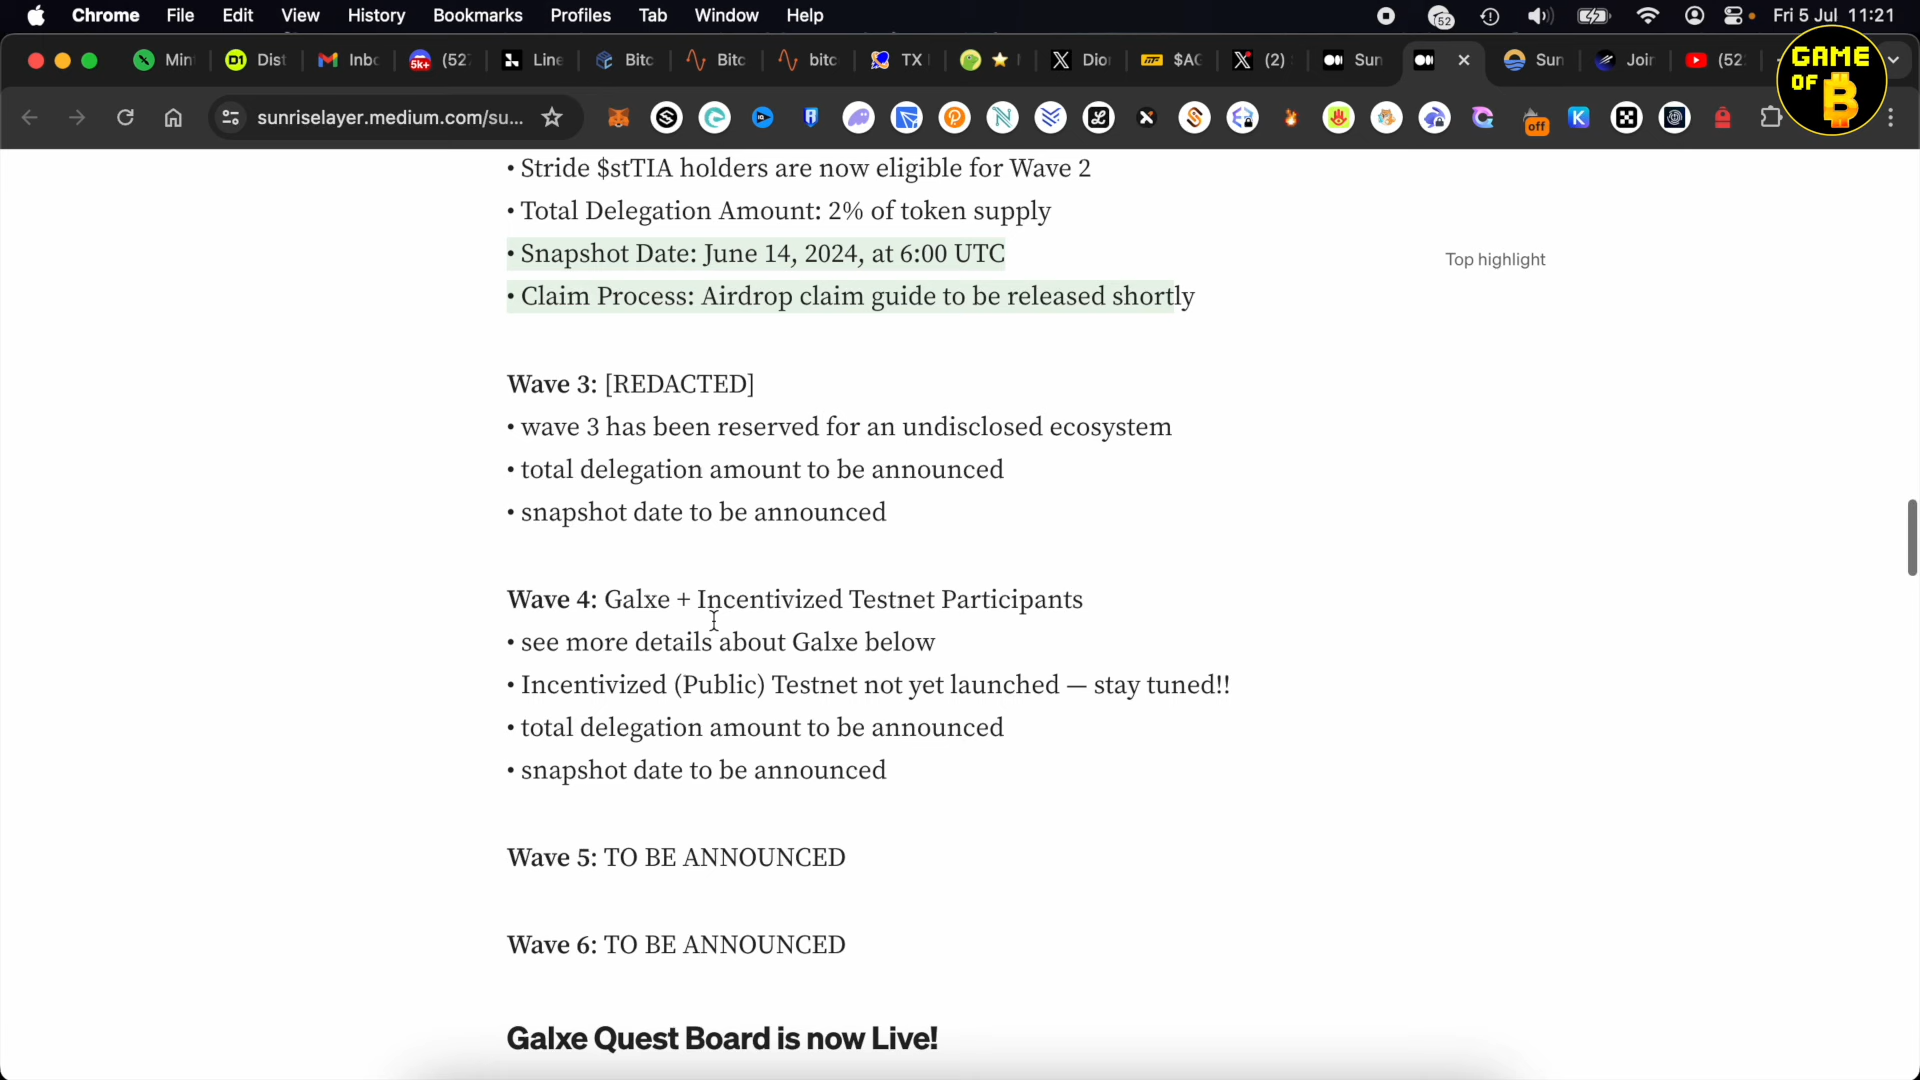 Chrome File Edit View History Bookmarks Profiles Tab Window Help 52 Fri 5 Jul 11:21
Min D1 Dist Inbo 5k+ (52 Line Bitc Bitc bitc TX Dio $AG (2) Sun Sun Join (52
GAME
OF B
sunriselayer.medium.com/su... off
• Stride $stTIA holders are now eligible for Wave 2
• Total Delegation Amount: 2% of token supply
• Snapshot Date: June 14, 2024, at 6:00 UTC
Top highlight
• Claim Process: Airdrop claim guide to be released shortly
Wave 3: [REDACTED]
• wave 3 has been reserved for an undisclosed ecosystem
• total delegation amount to be announced
• snapshot date to be announced
Wave 4: Galxe + Incentivized Testnet Participants
• see more details about Galxe below
• Incentivized (Public) Testnet not yet launched — stay tuned!!
• total delegation amount to be announced
• snapshot date to be announced
Wave 5: TO BE ANNOUNCED
Wave 6: TO BE ANNOUNCED
Galxe Quest Board is now Live!